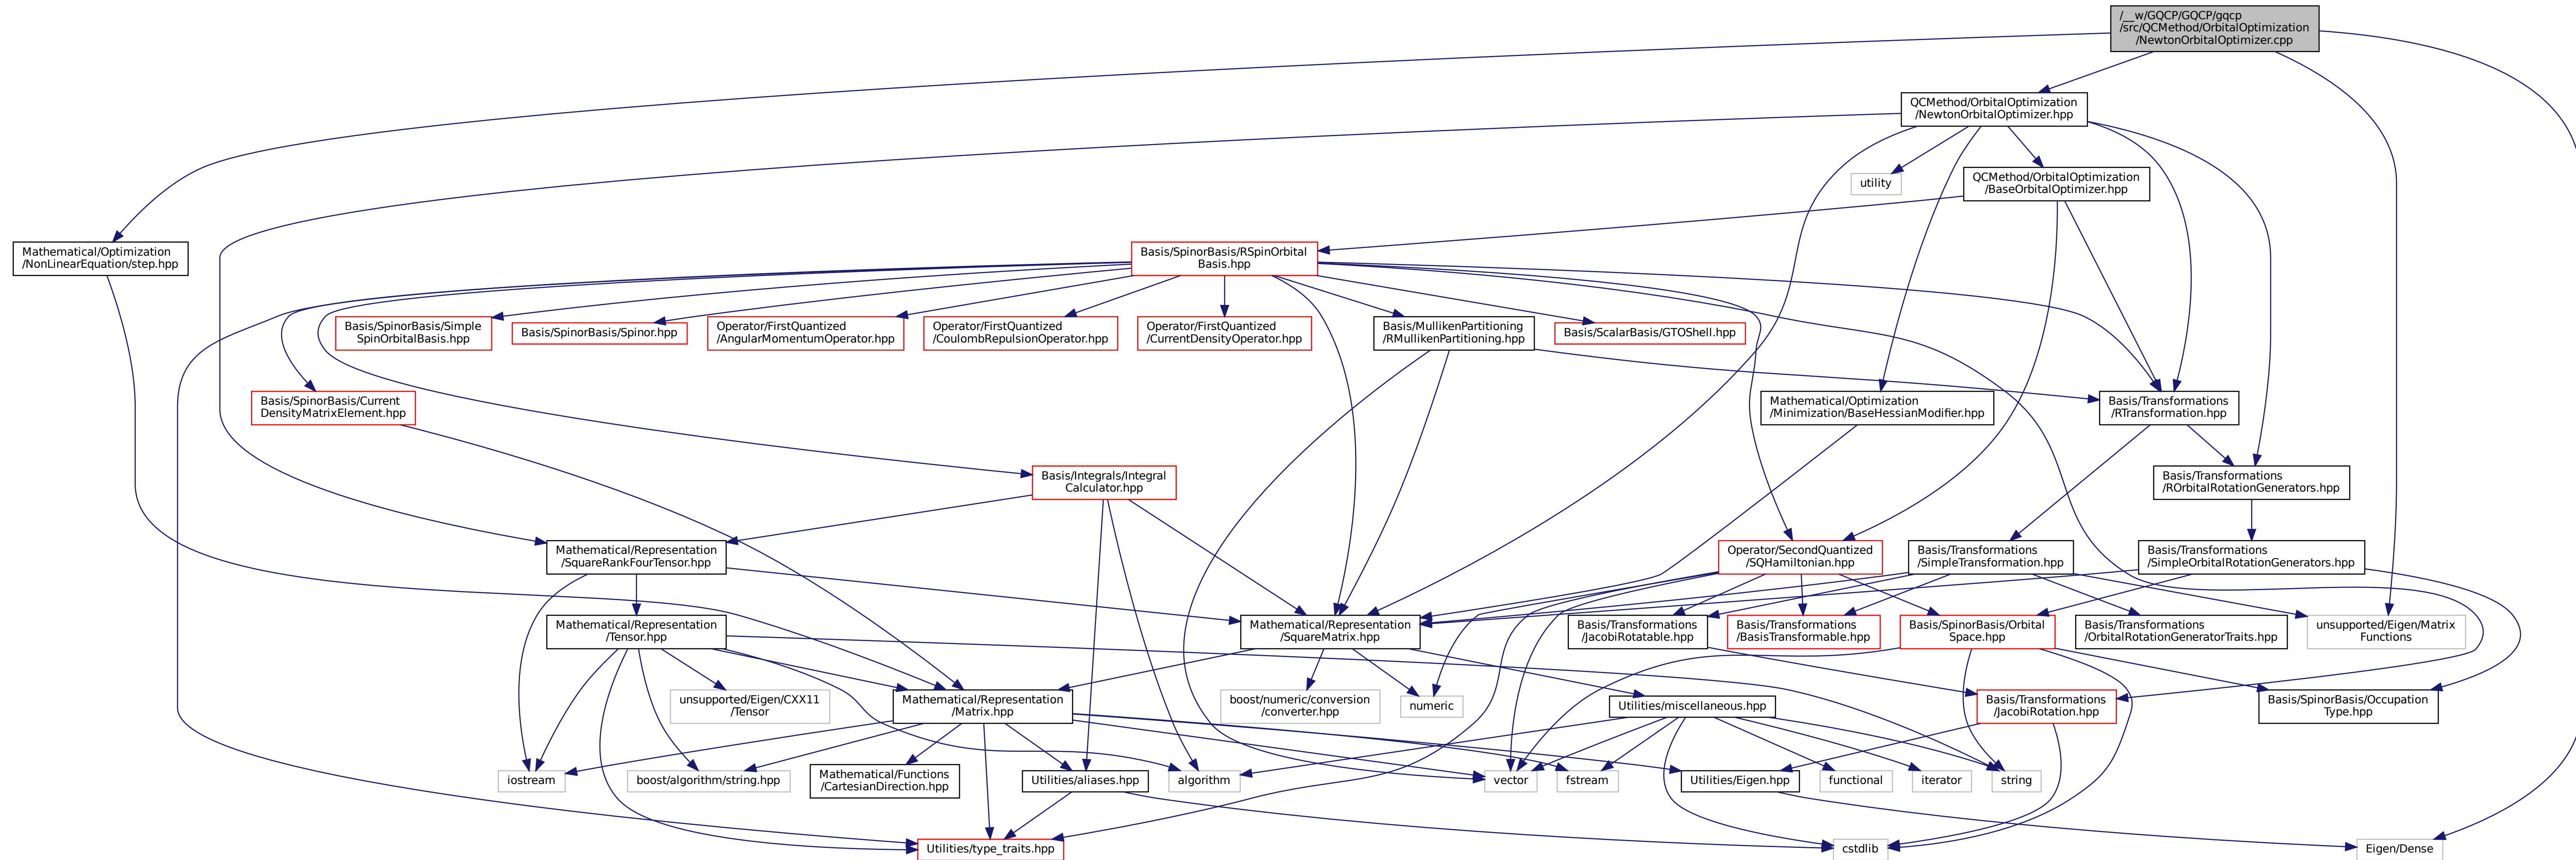 /__w/GQCP/GQCP/gqcp
/src/QCMethod/OrbitalOptimization
/NewtonOrbitalOptimizer.cpp
QCMethod/OrbitalOptimization
/NewtonOrbitalOptimizer.hpp
utility
QCMethod/OrbitalOptimization
/BaseOrbitalOptimizer.hpp
Mathematical/Optimization
/NonLinearEquation/step.hpp
Basis/SpinorBasis/RSpinOrbital
Basis.hpp
Basis/SpinorBasis/Simple
SpinOrbitalBasis.hpp
Basis/SpinorBasis/Spinor.hpp
Operator/FirstQuantized
/AngularMomentumOperator.hpp
Operator/FirstQuantized
/CoulombRepulsionOperator.hpp
Operator/FirstQuantized
/CurrentDensityOperator.hpp
Basis/MullikenPartitioning
/RMullikenPartitioning.hpp
Basis/ScalarBasis/GTOShell.hpp
Basis/SpinorBasis/Current
DensityMatrixElement.hpp
Mathematical/Optimization
/Minimization/BaseHessianModifier.hpp
Basis/Transformations
/RTransformation.hpp
Basis/Integrals/Integral
Calculator.hpp
Basis/Transformations
/ROrbitalRotationGenerators.hpp
Mathematical/Representation
/SquareRankFourTensor.hpp
Operator/SecondQuantized
/SQHamiltonian.hpp
Basis/Transformations
/SimpleTransformation.hpp
Basis/Transformations
/SimpleOrbitalRotationGenerators.hpp
Mathematical/Representation
/Tensor.hpp
Mathematical/Representation
/SquareMatrix.hpp
Basis/Transformations
/JacobiRotatable.hpp
Basis/Transformations
/BasisTransformable.hpp
Basis/SpinorBasis/Orbital
Space.hpp
Basis/Transformations
/OrbitalRotationGeneratorTraits.hpp
unsupported/Eigen/Matrix
Functions
unsupported/Eigen/CXX11
/Tensor
Mathematical/Representation
/Matrix.hpp
boost/numeric/conversion
/converter.hpp
numeric
Utilities/miscellaneous.hpp
Basis/Transformations
/JacobiRotation.hpp
Basis/SpinorBasis/Occupation
Type.hpp
iostream
boost/algorithm/string.hpp
Mathematical/Functions
/CartesianDirection.hpp
Utilities/aliases.hpp
algorithm
vector
fstream
Utilities/Eigen.hpp
functional
iterator
string
Utilities/type_traits.hpp
cstdlib
Eigen/Dense